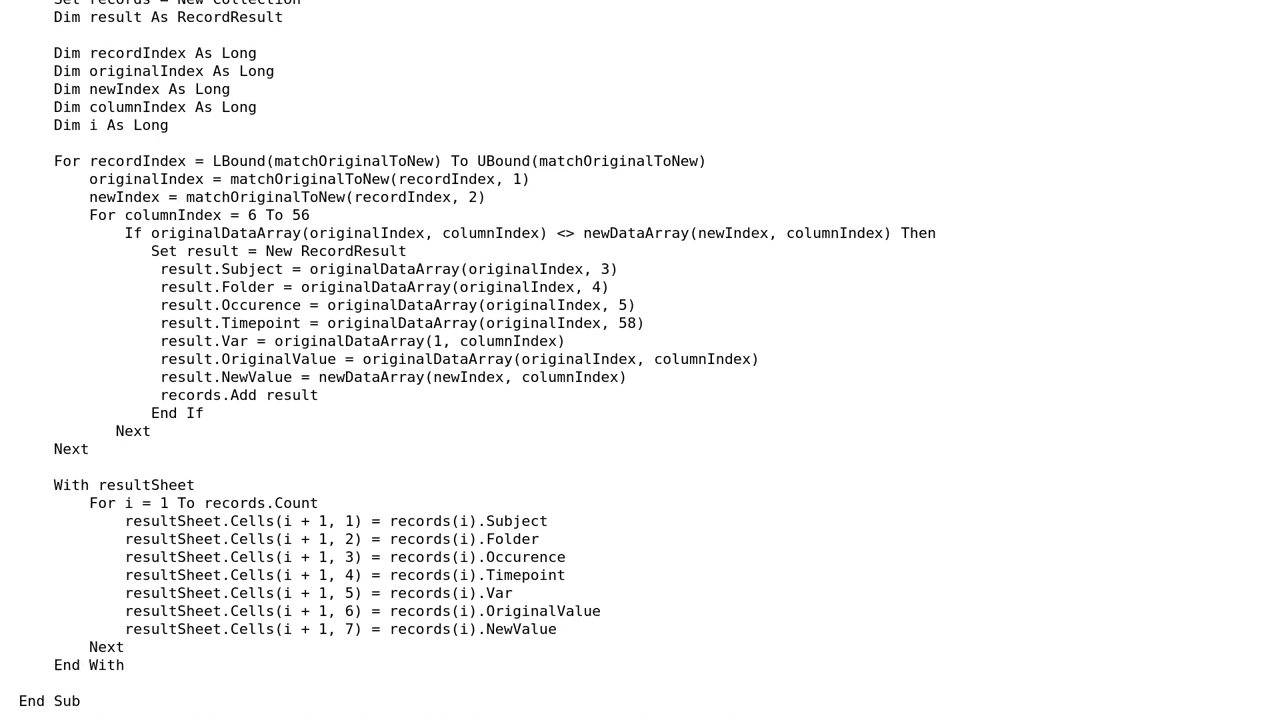 Set records = New Collection
Dim result As RecordResult
Dim recordIndex As Long
Dim originalIndex As Long
Dim newIndex As Long
Dim columnIndex As Long
Dim i As Long
For recordIndex = LBound(matchOriginalToNew) To UBound(matchOriginalToNew)
originalIndex = matchOriginalToNew(recordIndex, 1)
newIndex = matchOriginalToNew(recordIndex, 2)
For columnIndex = 6 To 56
If originalDataArray(originalIndex, columnIndex) <> newDataArray(newIndex, columnIndex) Then
Set result = New RecordResult
result.Subject = originalDataArray(originalIndex, 3)
result.Folder = originalDataArray(originalIndex, 4)
result.Occurence = originalDataArray(originalIndex, 5)
result.Timepoint = originalDataArray(originalIndex, 58)
result.Var = originalDataArray(1, columnIndex)
result.OriginalValue = originalDataArray(originalIndex, columnIndex)
result.NewValue = newDataArray(newIndex, columnIndex)
records.Add result
End If
Next
Next
With resultSheet
For i = 1 To records.Count
resultSheet.Cells(i + 1, 1) = records(i).Subject
resultSheet.Cells(i + 1, 2) = records(i).Folder
resultSheet.Cells(i + 1, 3) = records(i).Occurence
resultSheet.Cells(i + 1, 4) = records(i).Timepoint
resultSheet.Cells(i + 1, 5) = records(i).Var
resultSheet.Cells(i + 1, 6) = records(i).OriginalValue
resultSheet.Cells(i + 1, 7) = records(i).NewValue
Next
End With
End Sub